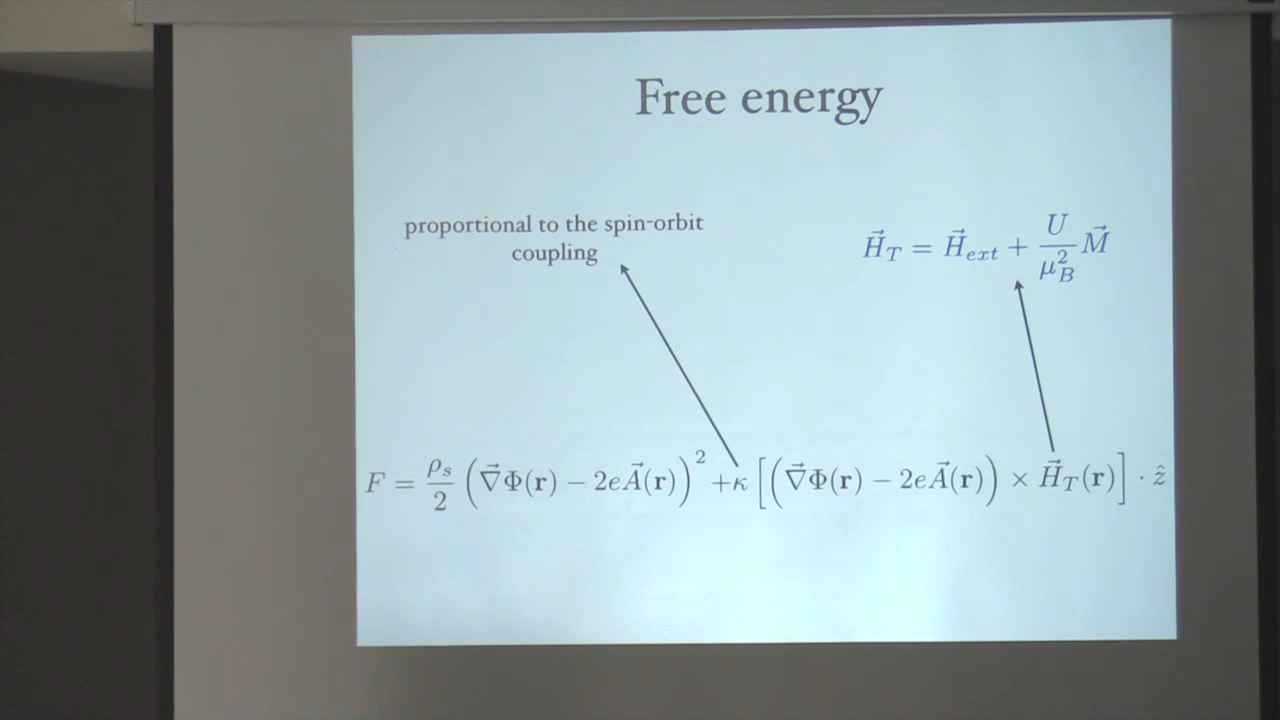 Free energy
proportional to the spin-orbit
coupling
$\vec{H}_T = \vec{H}_{ext} + \frac{U}{\mu_B^2}\vec{M}$
$F = \frac{\rho_s}{2}\left(\vec{\nabla}\Phi(\mathbf{r}) - 2e\vec{A}(\mathbf{r})\right)^2 + \kappa\left[\left(\vec{\nabla}\Phi(\mathbf{r}) - 2e\vec{A}(\mathbf{r})\right) \times \vec{H}_T(\mathbf{r})\right] \cdot \hat{z}$